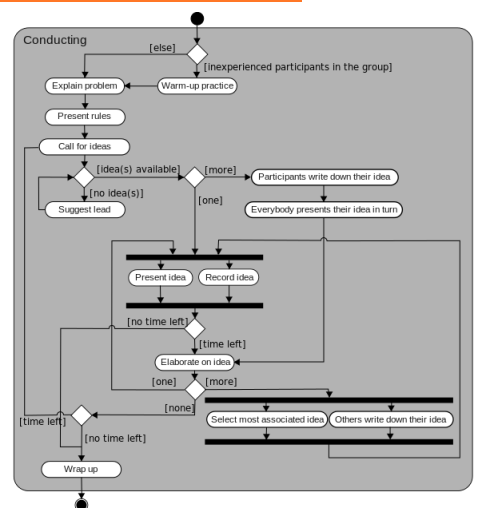 Conducting
[else]
[inexperienced participants in the group]
Explain problem
Warm-up practice
Present rules
Call for ideas
[idea(s) available]
[more]
Participants write down their idea
[no idea(s)]
[one]
Suggest lead
Everybody presents their idea in turn
Present idea
Record idea
[no time left]
[time left]
Elaborate on idea
[one]
[more]
[none]
[time left]
Select most associated idea
Others write down their idea
[no time left]
Wrap up